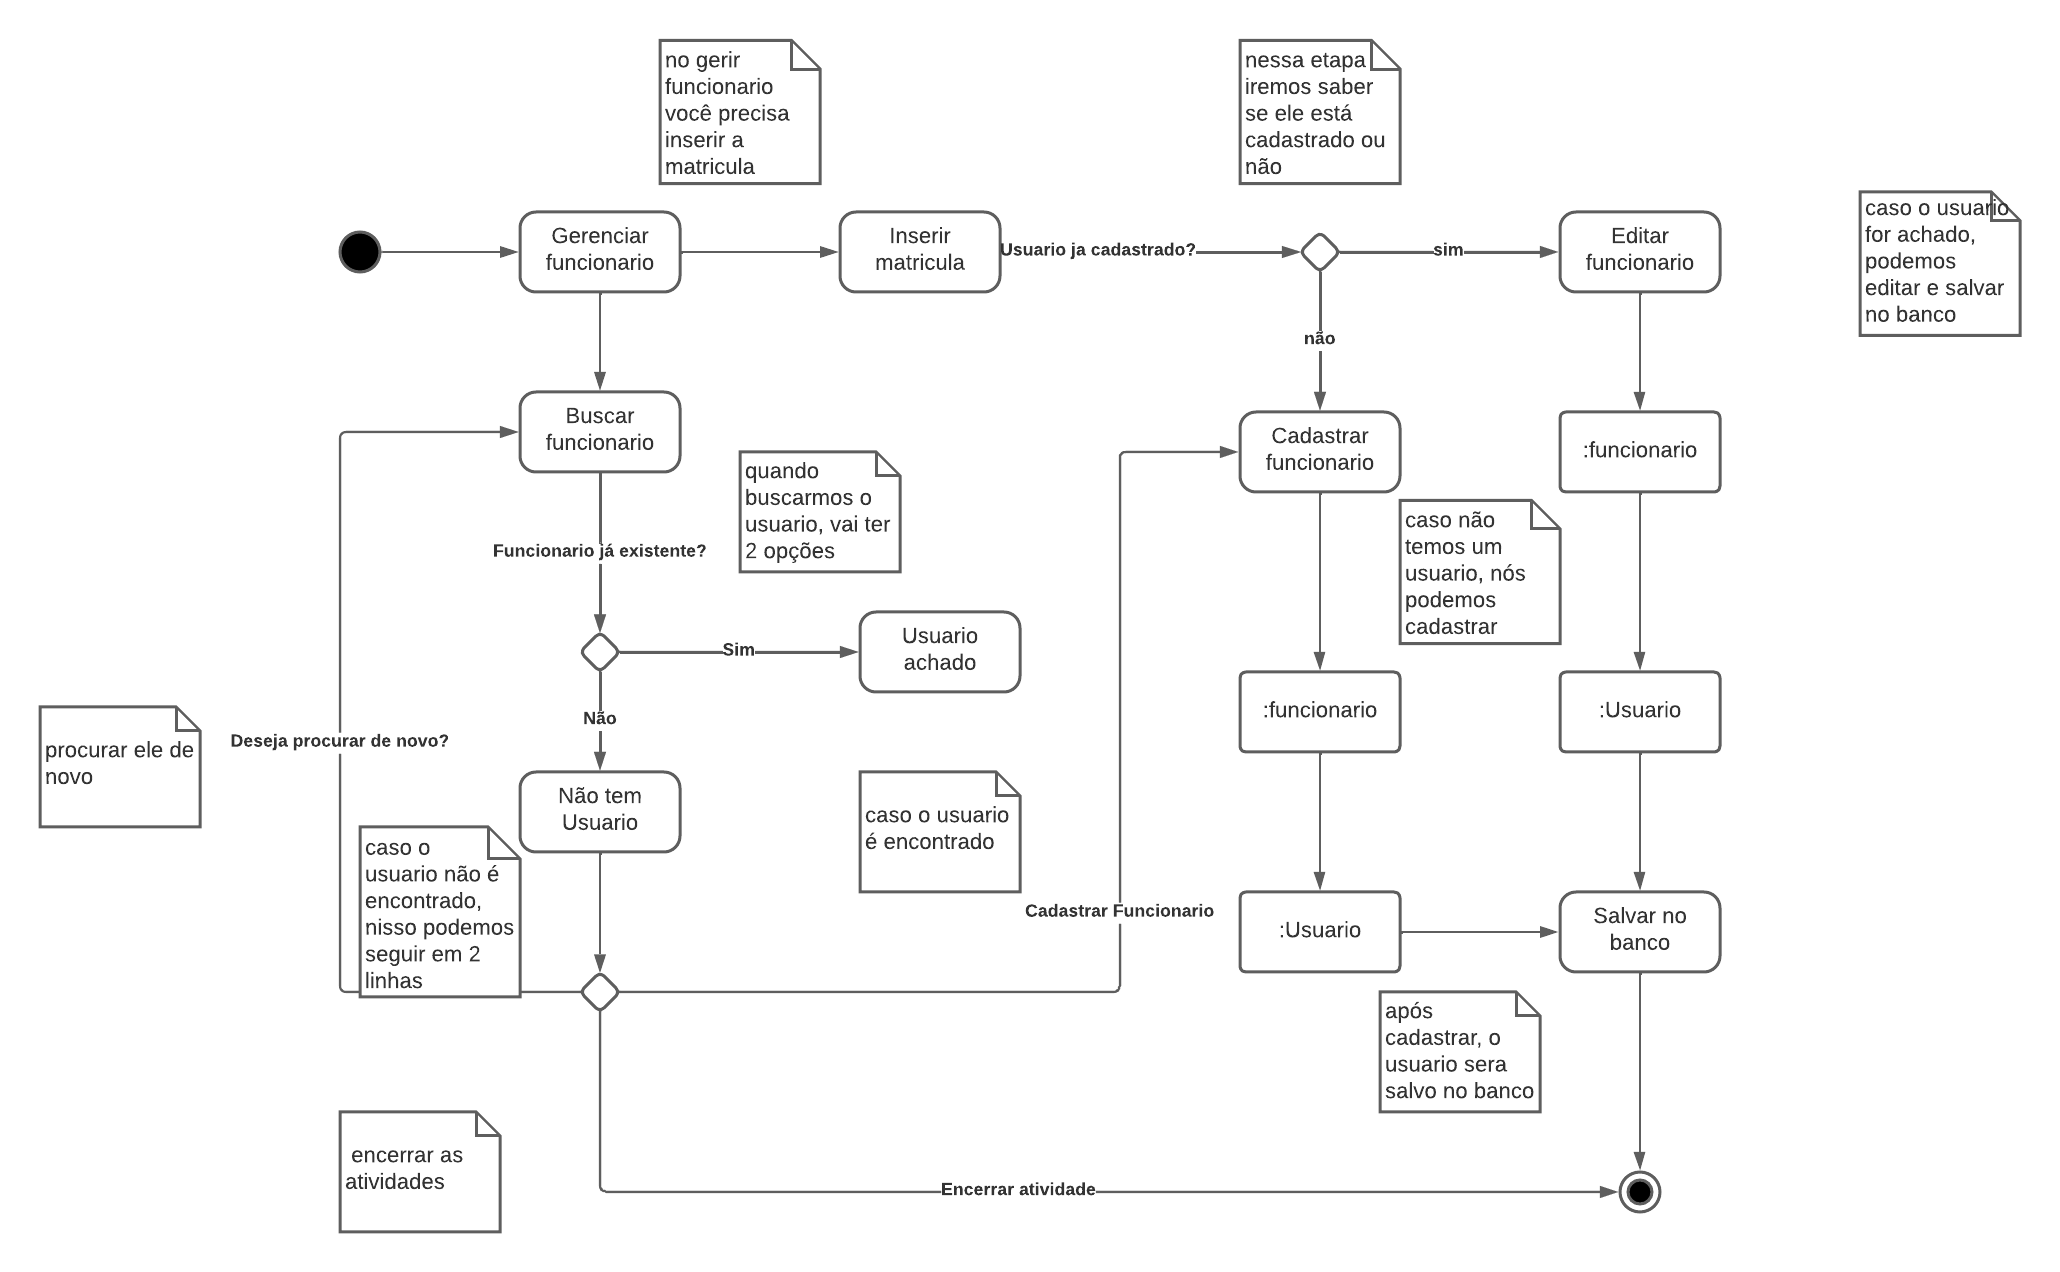 no gerir
funcionario
você precisa
inserir a
matricula
nessa etapa
iremos saber
se ele está
cadastrado ou
não
caso o usuario
for achado,
podemos
editar e salvar
no banco
Gerenciar
funcionario
Inserir
matricula
Usuario ja cadastrado?
sim
Editar
funcionario
não
Buscar
funcionario
Cadastrar
funcionario
:funcionario
quando
buscarmos o
usuario, vai ter
2 opções
caso não
temos um
usuario, nós
podemos
cadastrar
Funcionario já existente?
Sim
Usuario
achado
Não
:funcionario
:Usuario
procurar ele de
novo
Deseja procurar de novo?
Não tem
Usuario
caso o usuario
é encontrado
caso o
usuario não é
encontrado,
nisso podemos
seguir em 2
linhas
Cadastrar Funcionario
:Usuario
Salvar no
banco
após
cadastrar, o
usuario sera
salvo no banco
encerrar as
atividades
Encerrar atividade